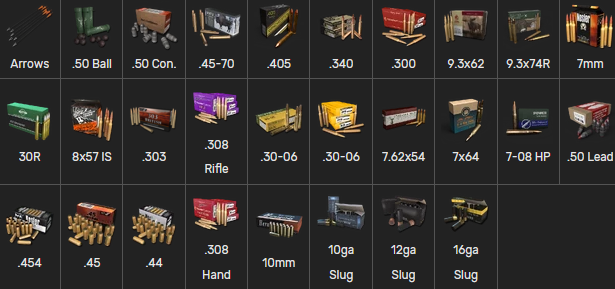 Arrows .50 Ball .50 Con. .45-70 .405 .340 .300 9.3x62 9.3x74R 7mm
30R 8x57 IS .303 .308 Rifle .30-06 .30-06 7.62x54 7x64 7-08 HP .50 Lead
.454 .45 .44 .308 Hand 10mm 10ga Slug 12ga Slug 16ga Slug